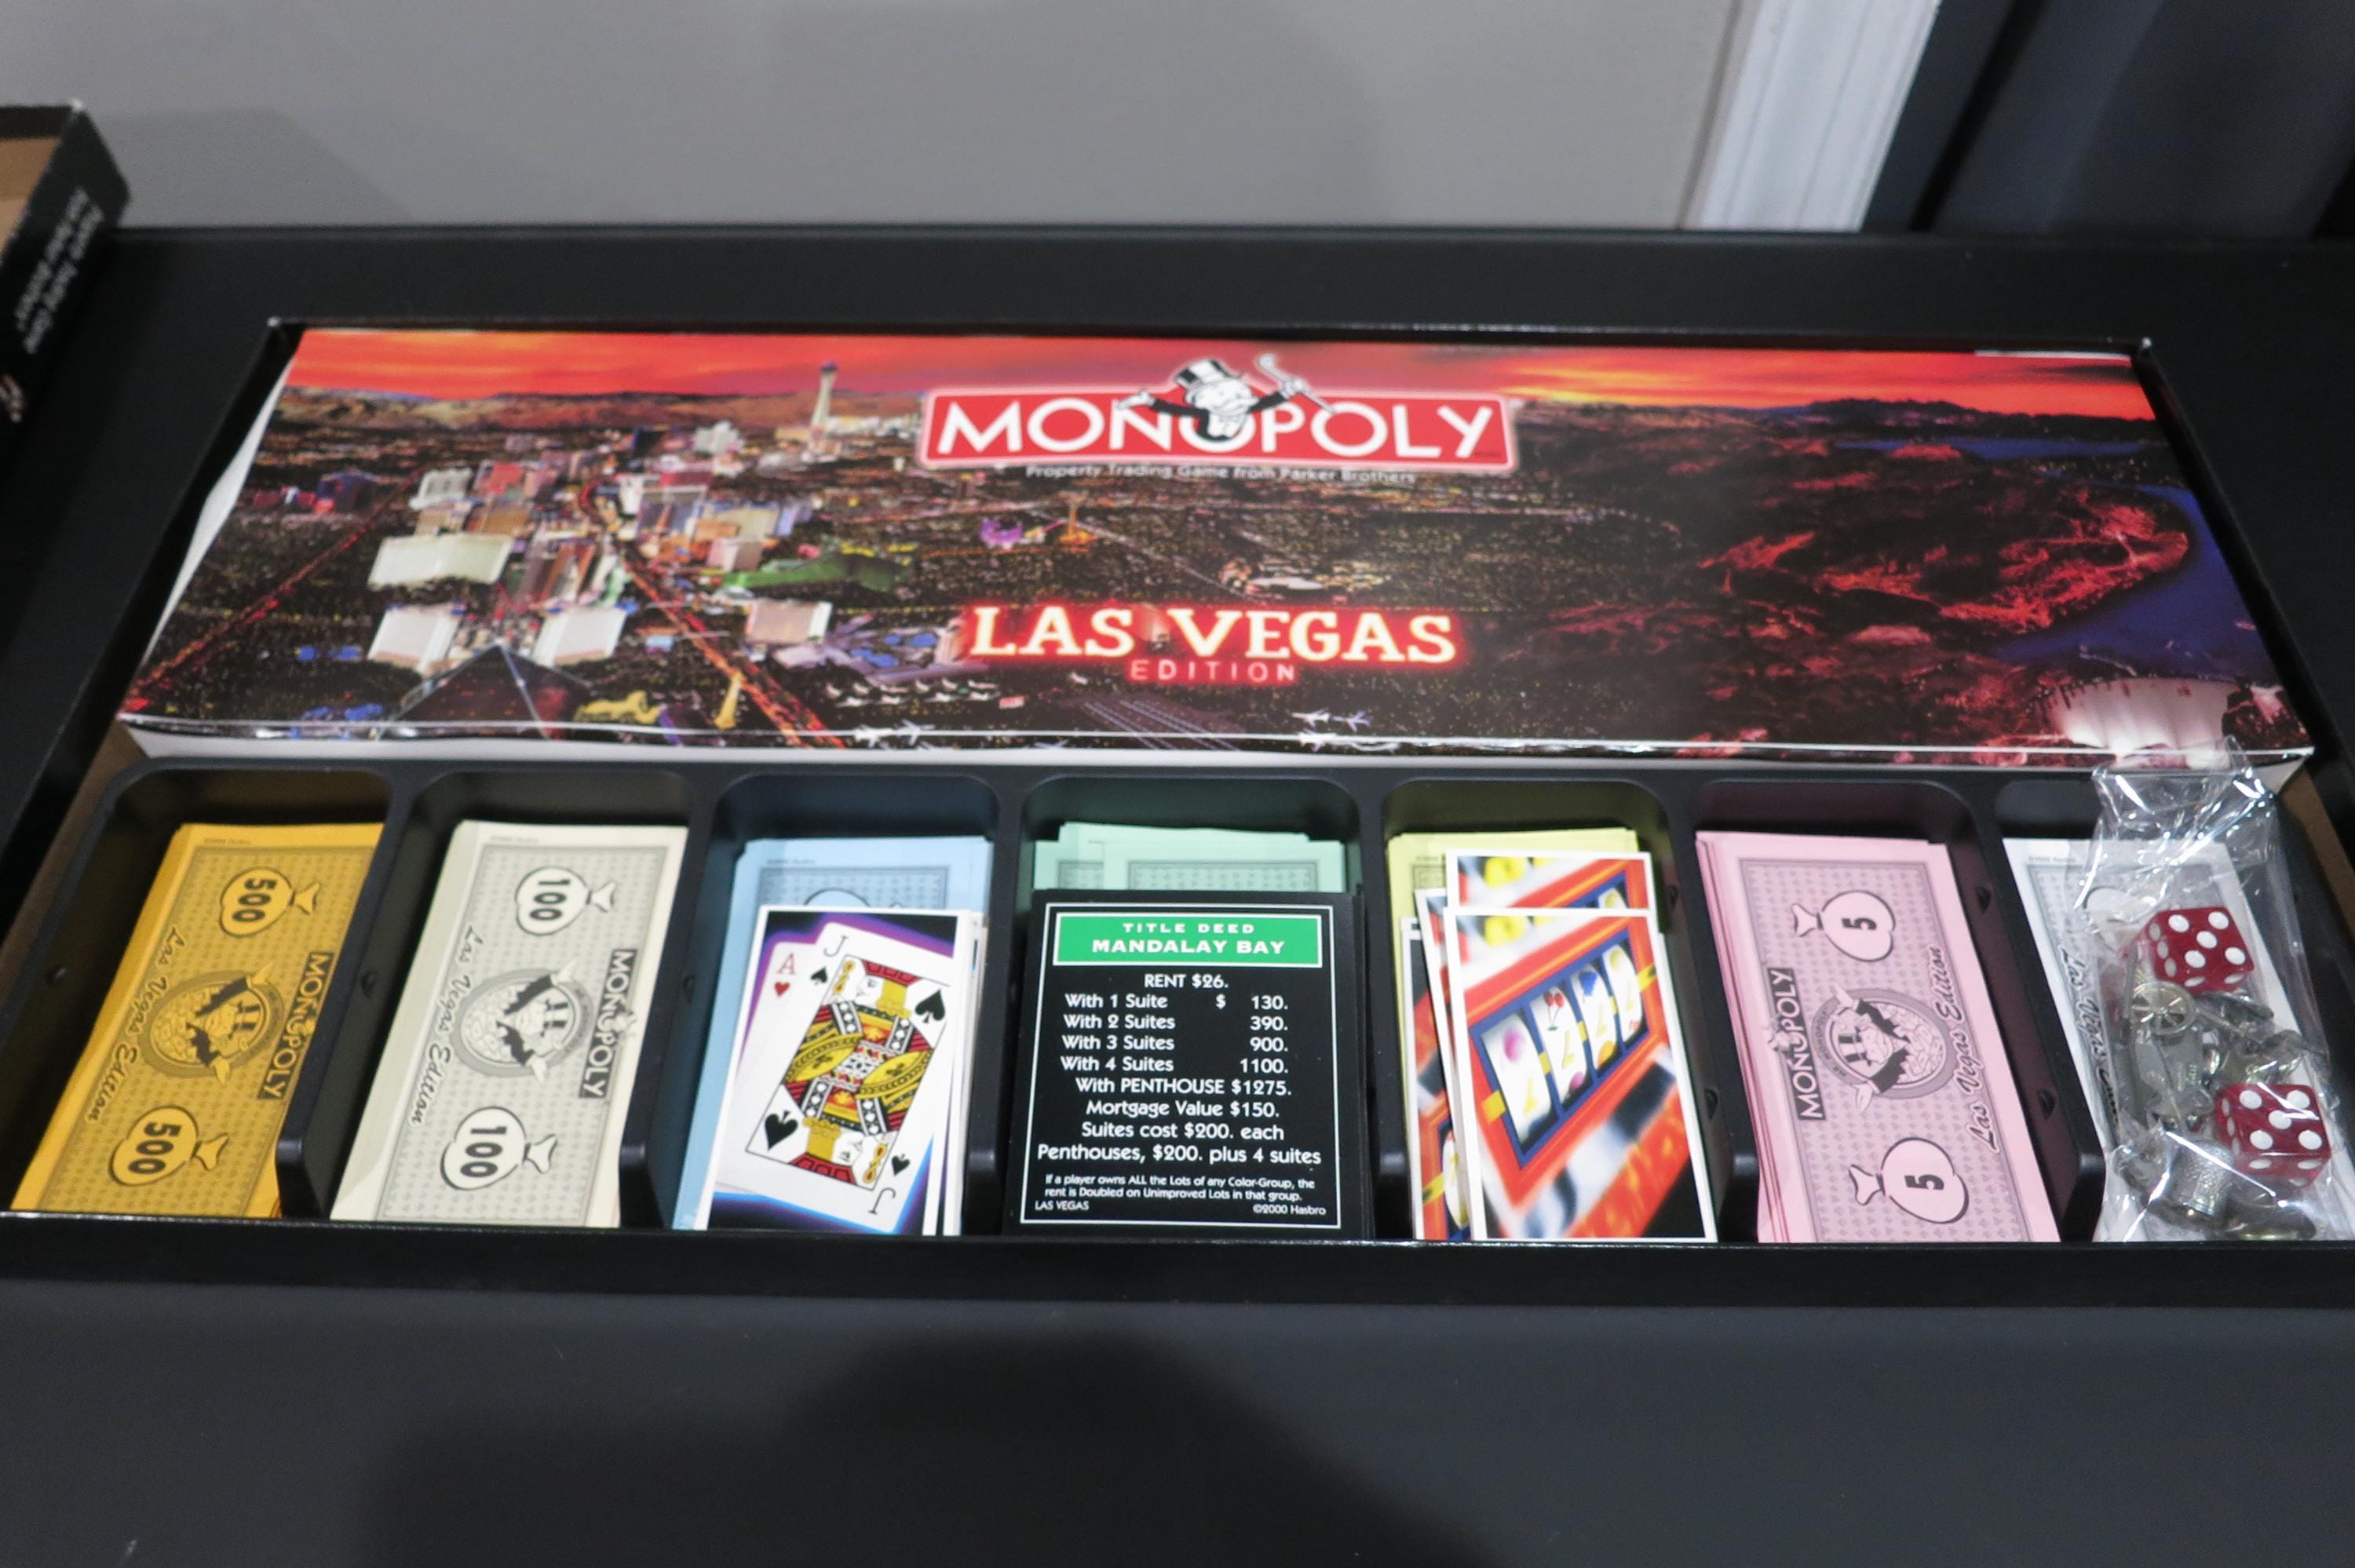 MONOPOLY
Property Trading Game from Parker Brothers
LAS VEGAS
EDITION
500
Las Vegas Edition
MONOPOLY
500
100
Las Vegas Edition
MONOPOLY
100
A
J
J
TITLE DEED
MANDALAY BAY
RENT $26.
With 1 Suite $ 130.
With 2 Suites 390.
With 3 Suites 900.
With 4 Suites 1100.
With PENTHOUSE $1275.
Mortgage Value $150.
Suites cost $200. each
Penthouses, $200. plus 4 suites
If a player owns ALL the Lots of any Color-Group, the
rent is Doubled on Unimproved Lots in that group.
LAS VEGAS ©2000 Hasbro
5
MONOPOLY
Las Vegas Edition
5